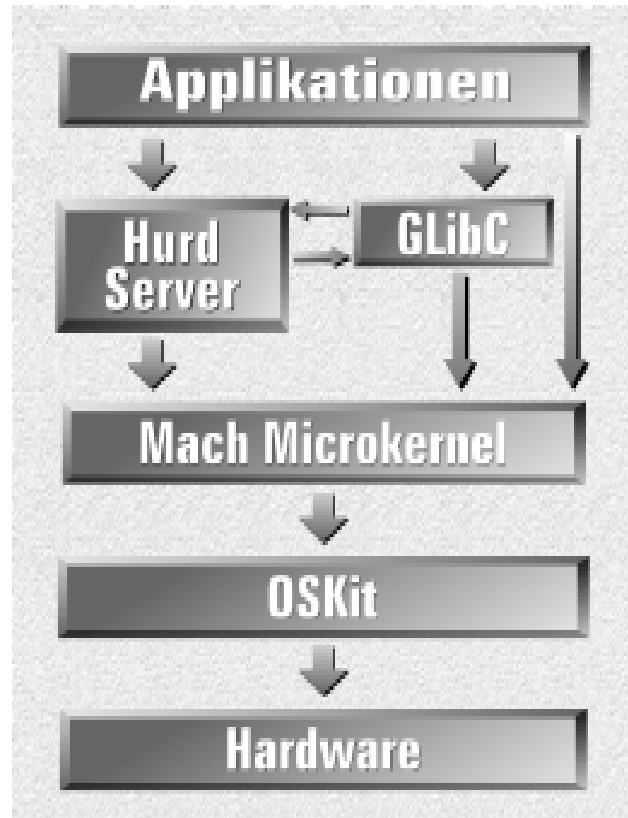 Applikationen
Hurd
Server
GLibC
Mach Microkernel
OSKit
Hardware